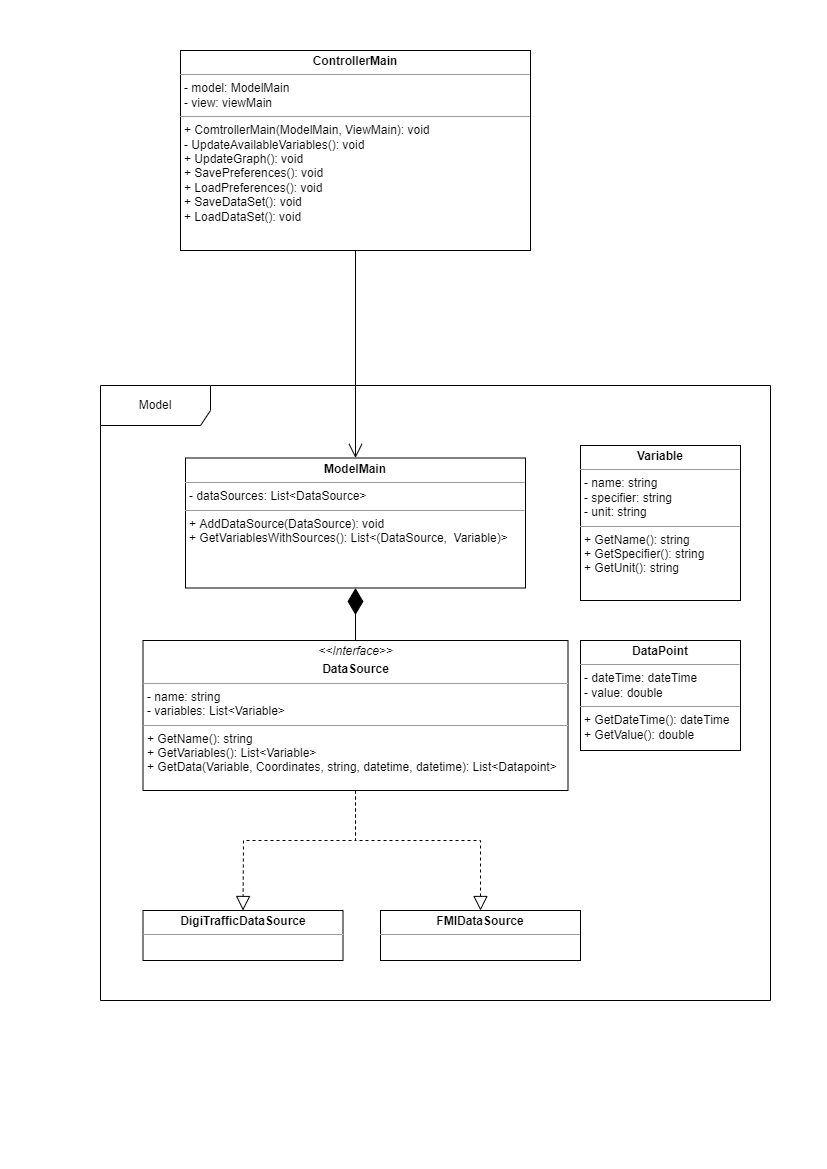 ControllerMain
- model: ModelMain
- view: viewMain
+ ComtrollerMain(ModelMain, ViewMain): void
- UpdateAvailableVariables(): void
+ UpdateGraph(): void
+ SavePreferences(): void
+ LoadPreferences(): void
+ SaveDataSet(): void
+ LoadDataSet(): void
Model
ModelMain
- dataSources: List<DataSource>
+ AddDataSource(DataSource): void
+ GetVariablesWithSources(): List<(DataSource, Variable)>
Variable
- name: string
- specifier: string
- unit: string
+ GetName(): string
+ GetSpecifier(): string
+ GetUnit(): string
<<Interface>>
DataSource
- name: string
- variables: List<Variable>
+ GetName(): string
+ GetVariables(): List<Variable>
+ GetData(Variable, Coordinates, string, datetime, datetime): List<Datapoint>
DataPoint
- dateTime: dateTime
- value: double
+ GetDateTime(): dateTime
+ GetValue(): double
DigiTrafficDataSource
FMIDataSource